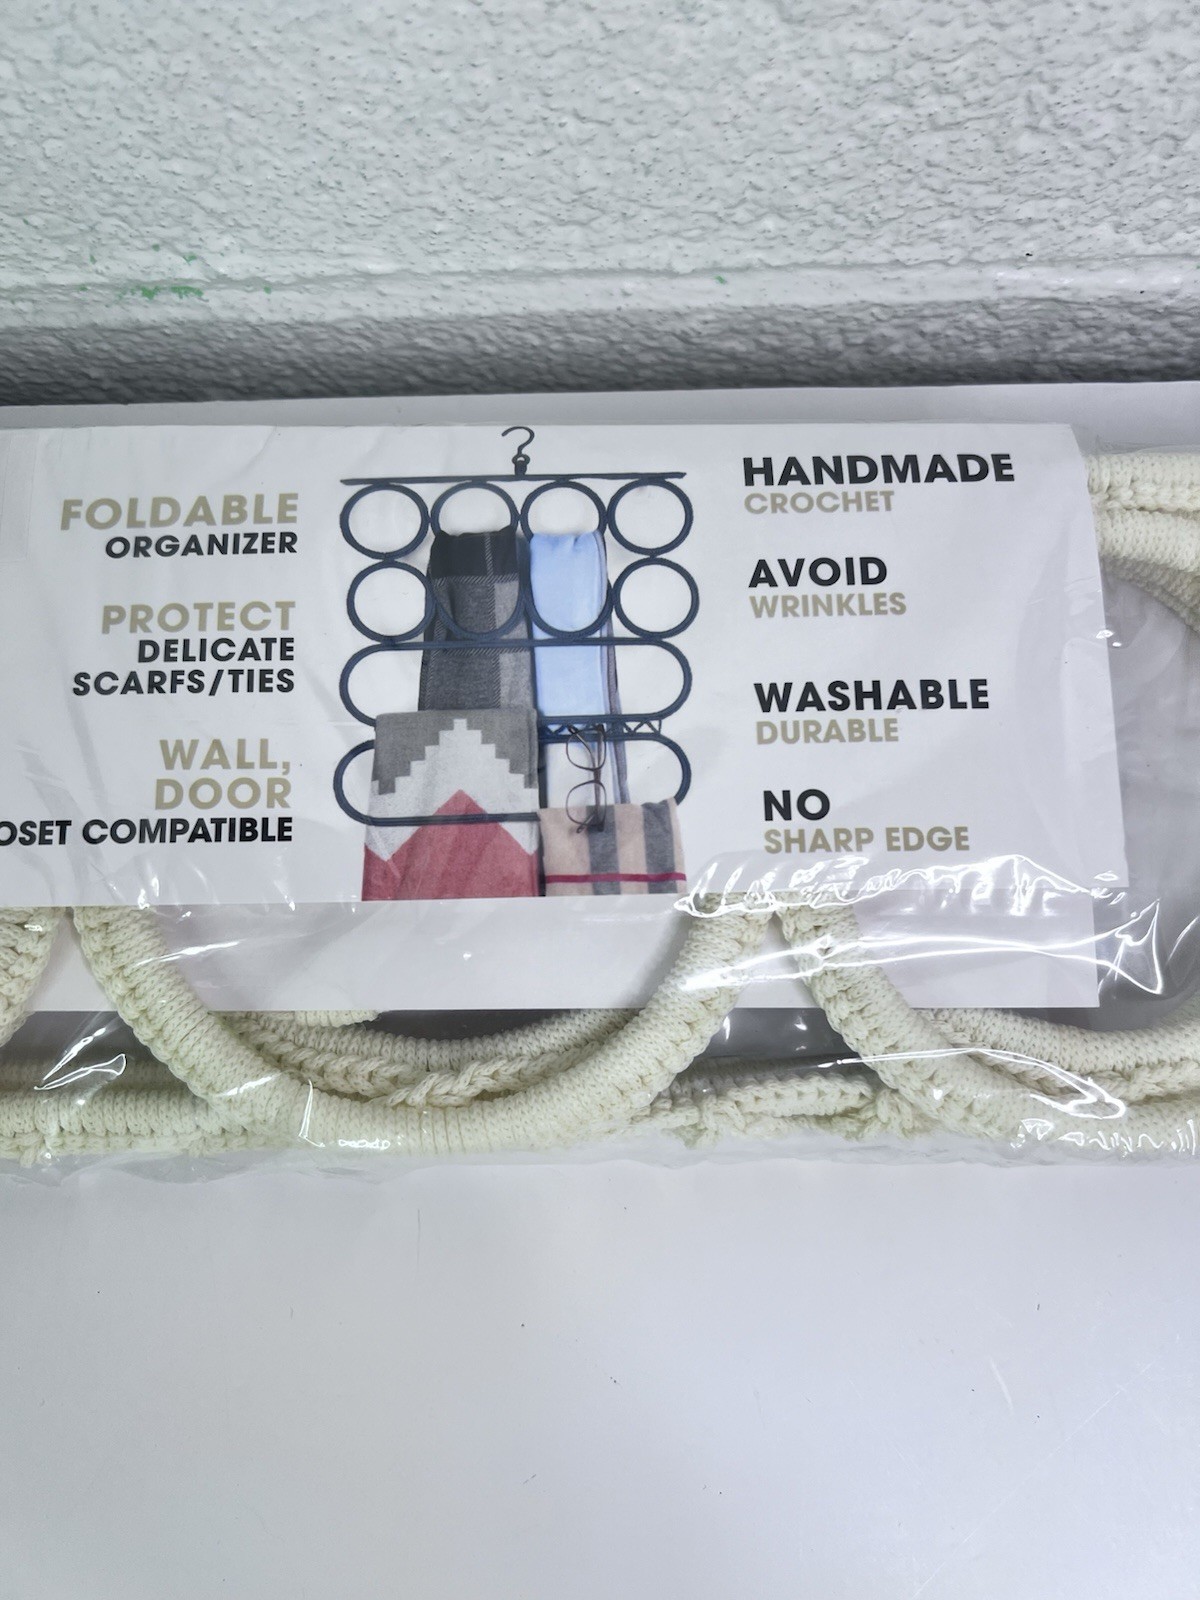 FOLDABLE
ORGANIZER
PROTECT
DELICATE
SCARFS/TIES
WALL,
DOOR
OSET COMPATIBLE
HANDMADE
CROCHET
AVOID
WRINKLES
WASHABLE
DURABLE
NO
SHARP EDGE